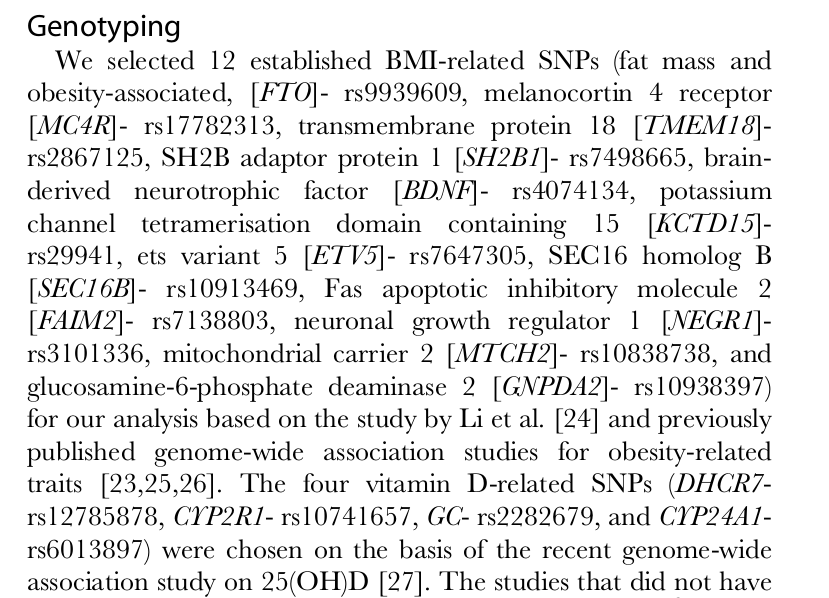 Genotyping
We selected 12 established BMI-related SNPs (fat mass and
obesity-associated, [FTO]- rs9939609, melanocortin 4 receptor
[MC4R]- rs17782313, transmembrane protein 18 [TMEM18]-
rs2867125, SH2B adaptor protein 1 [SH2B1]- rs7498665, brain-
derived neurotrophic factor [BDNF]- rs4074134, potassium
channel tetramerisation domain containing 15 [KCTD15]-
rs29941, ets variant 5 [ETV5]- rs7647305, SEC16 homolog B
[SEC16B]- rs10913469, Fas apoptotic inhibitory molecule 2
[FAIM2]- rs7138803, neuronal growth regulator 1 [NEGR1]-
rs3101336, mitochondrial carrier 2 [MTCH2]- rs10838738, and
glucosamine-6-phosphate deaminase 2 [GNPDA2]- rs10938397)
for our analysis based on the study by Li et al. [24] and previously
published genome-wide association studies for obesity-related
traits [23,25,26]. The four vitamin D-related SNPs (DHCR7-
rs12785878, CYP2R1- rs10741657, GC- rs2282679, and CYP24A1-
rs6013897) were chosen on the basis of the recent genome-wide
association study on 25(OH)D [27]. The studies that did not have